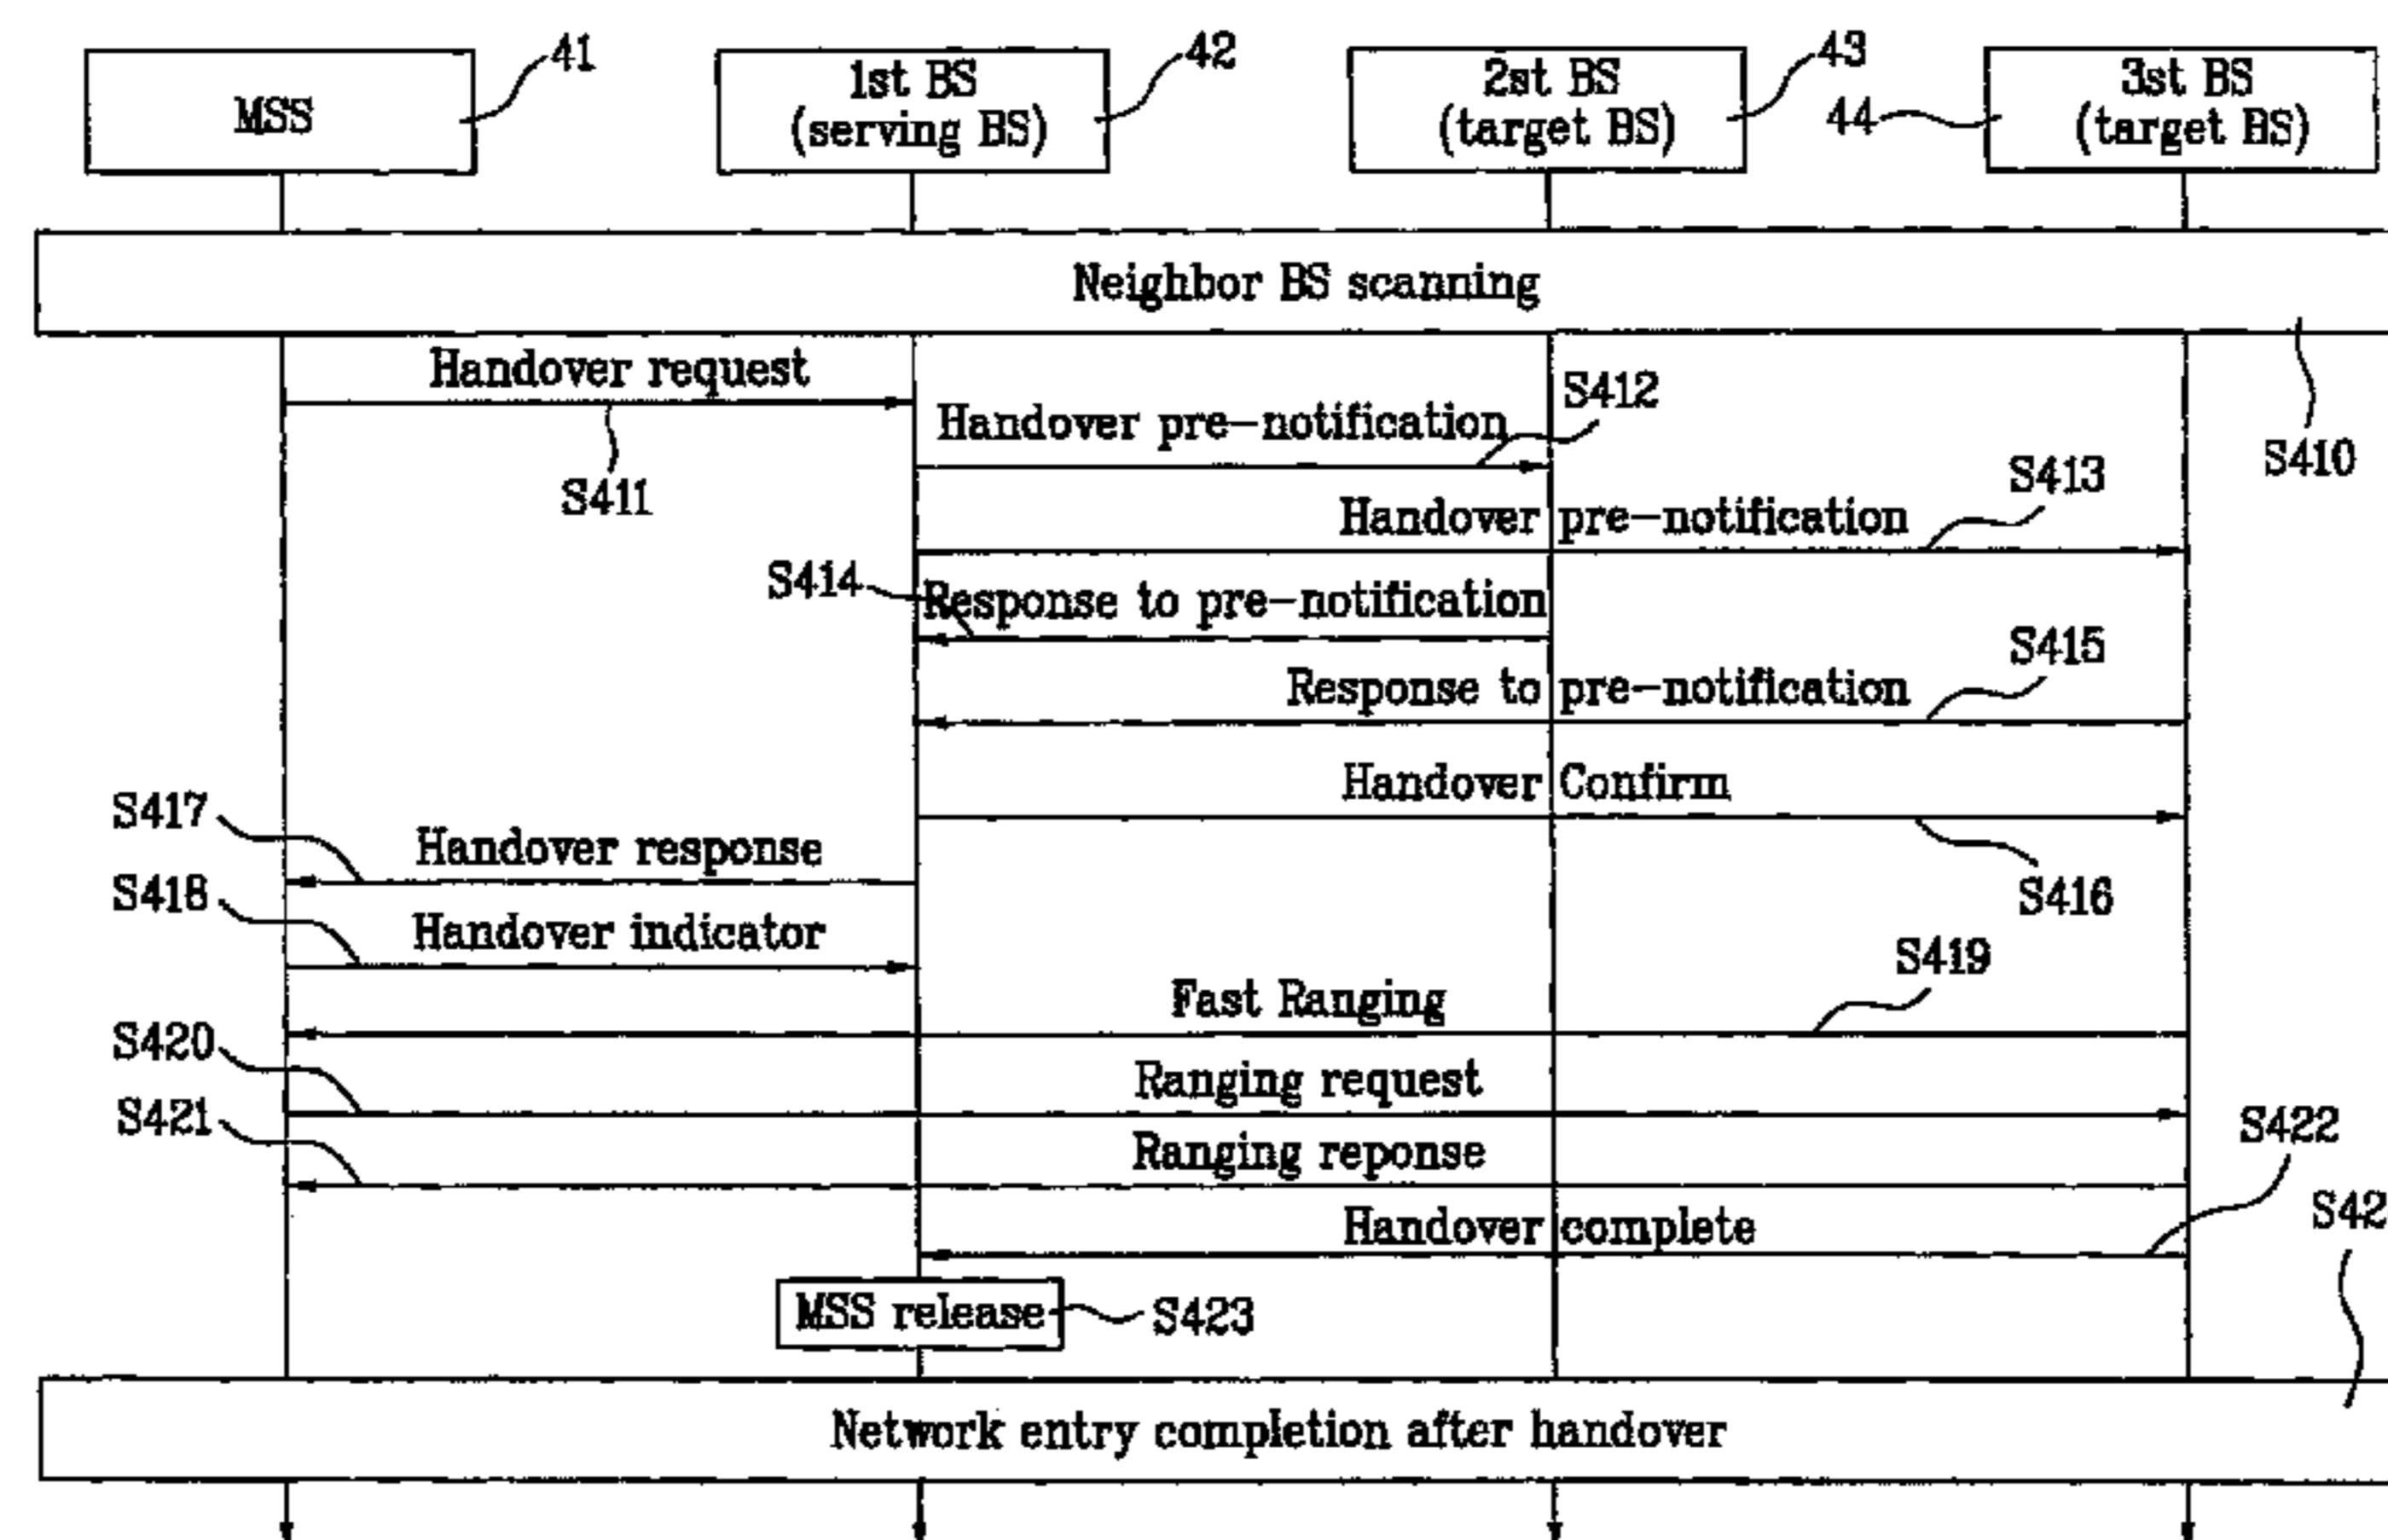 41
42
43
44
MSS
1st BS
(serving BS)
2st BS
(target BS)
3st BS
(target BS)
Neighbor BS scanning
S410
Handover request
S411
S412
Handover pre-notification
S413
Handover pre-notification
S414
Response to pre-notification
S415
Response to pre-notification
Handover Confirm
S416
S417
Handover response
S418
Handover indicator
S419
Fast Ranging
S420
Ranging request
S421
Ranging reponse
S422
Handover complete
S42
MSS release
S423
Network entry completion after handover